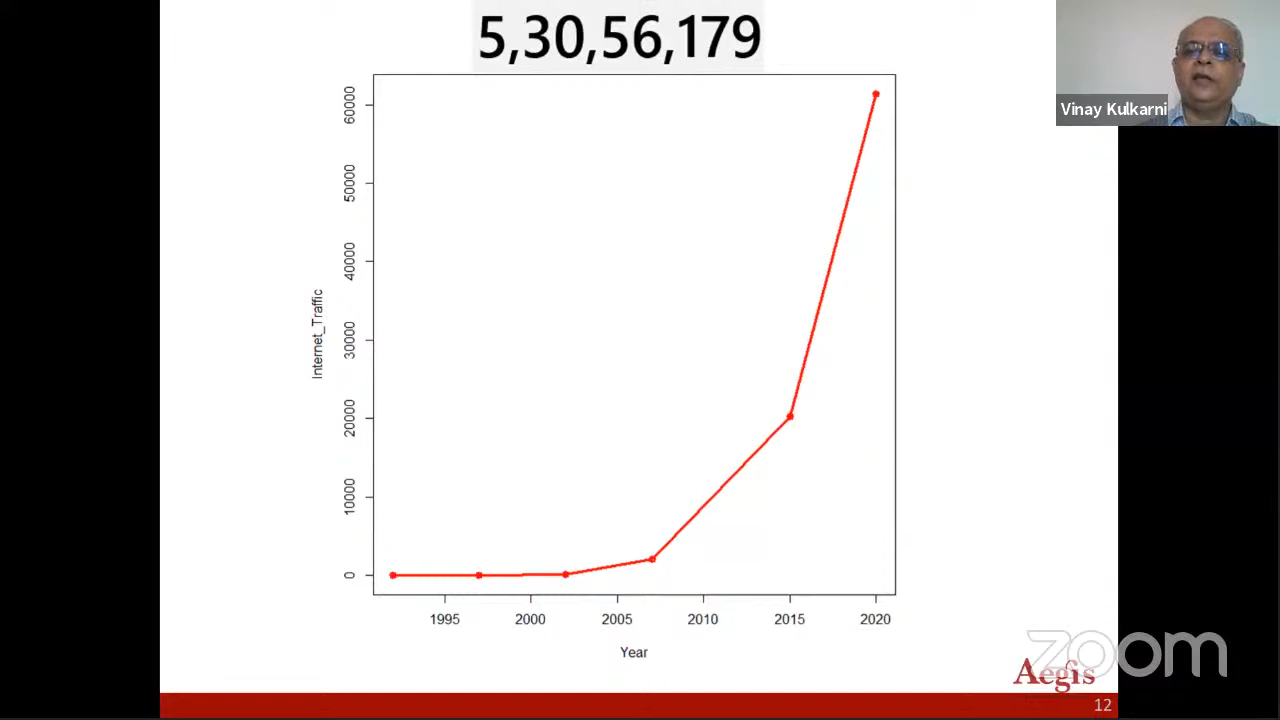 5,30,56,179
Vinay Kulkarni
60000
50000
40000
30000
20000
10000
0
Internet_Traffic
1995 2000 2005 2010 2015 2020
Year
zoom
Aegis
12